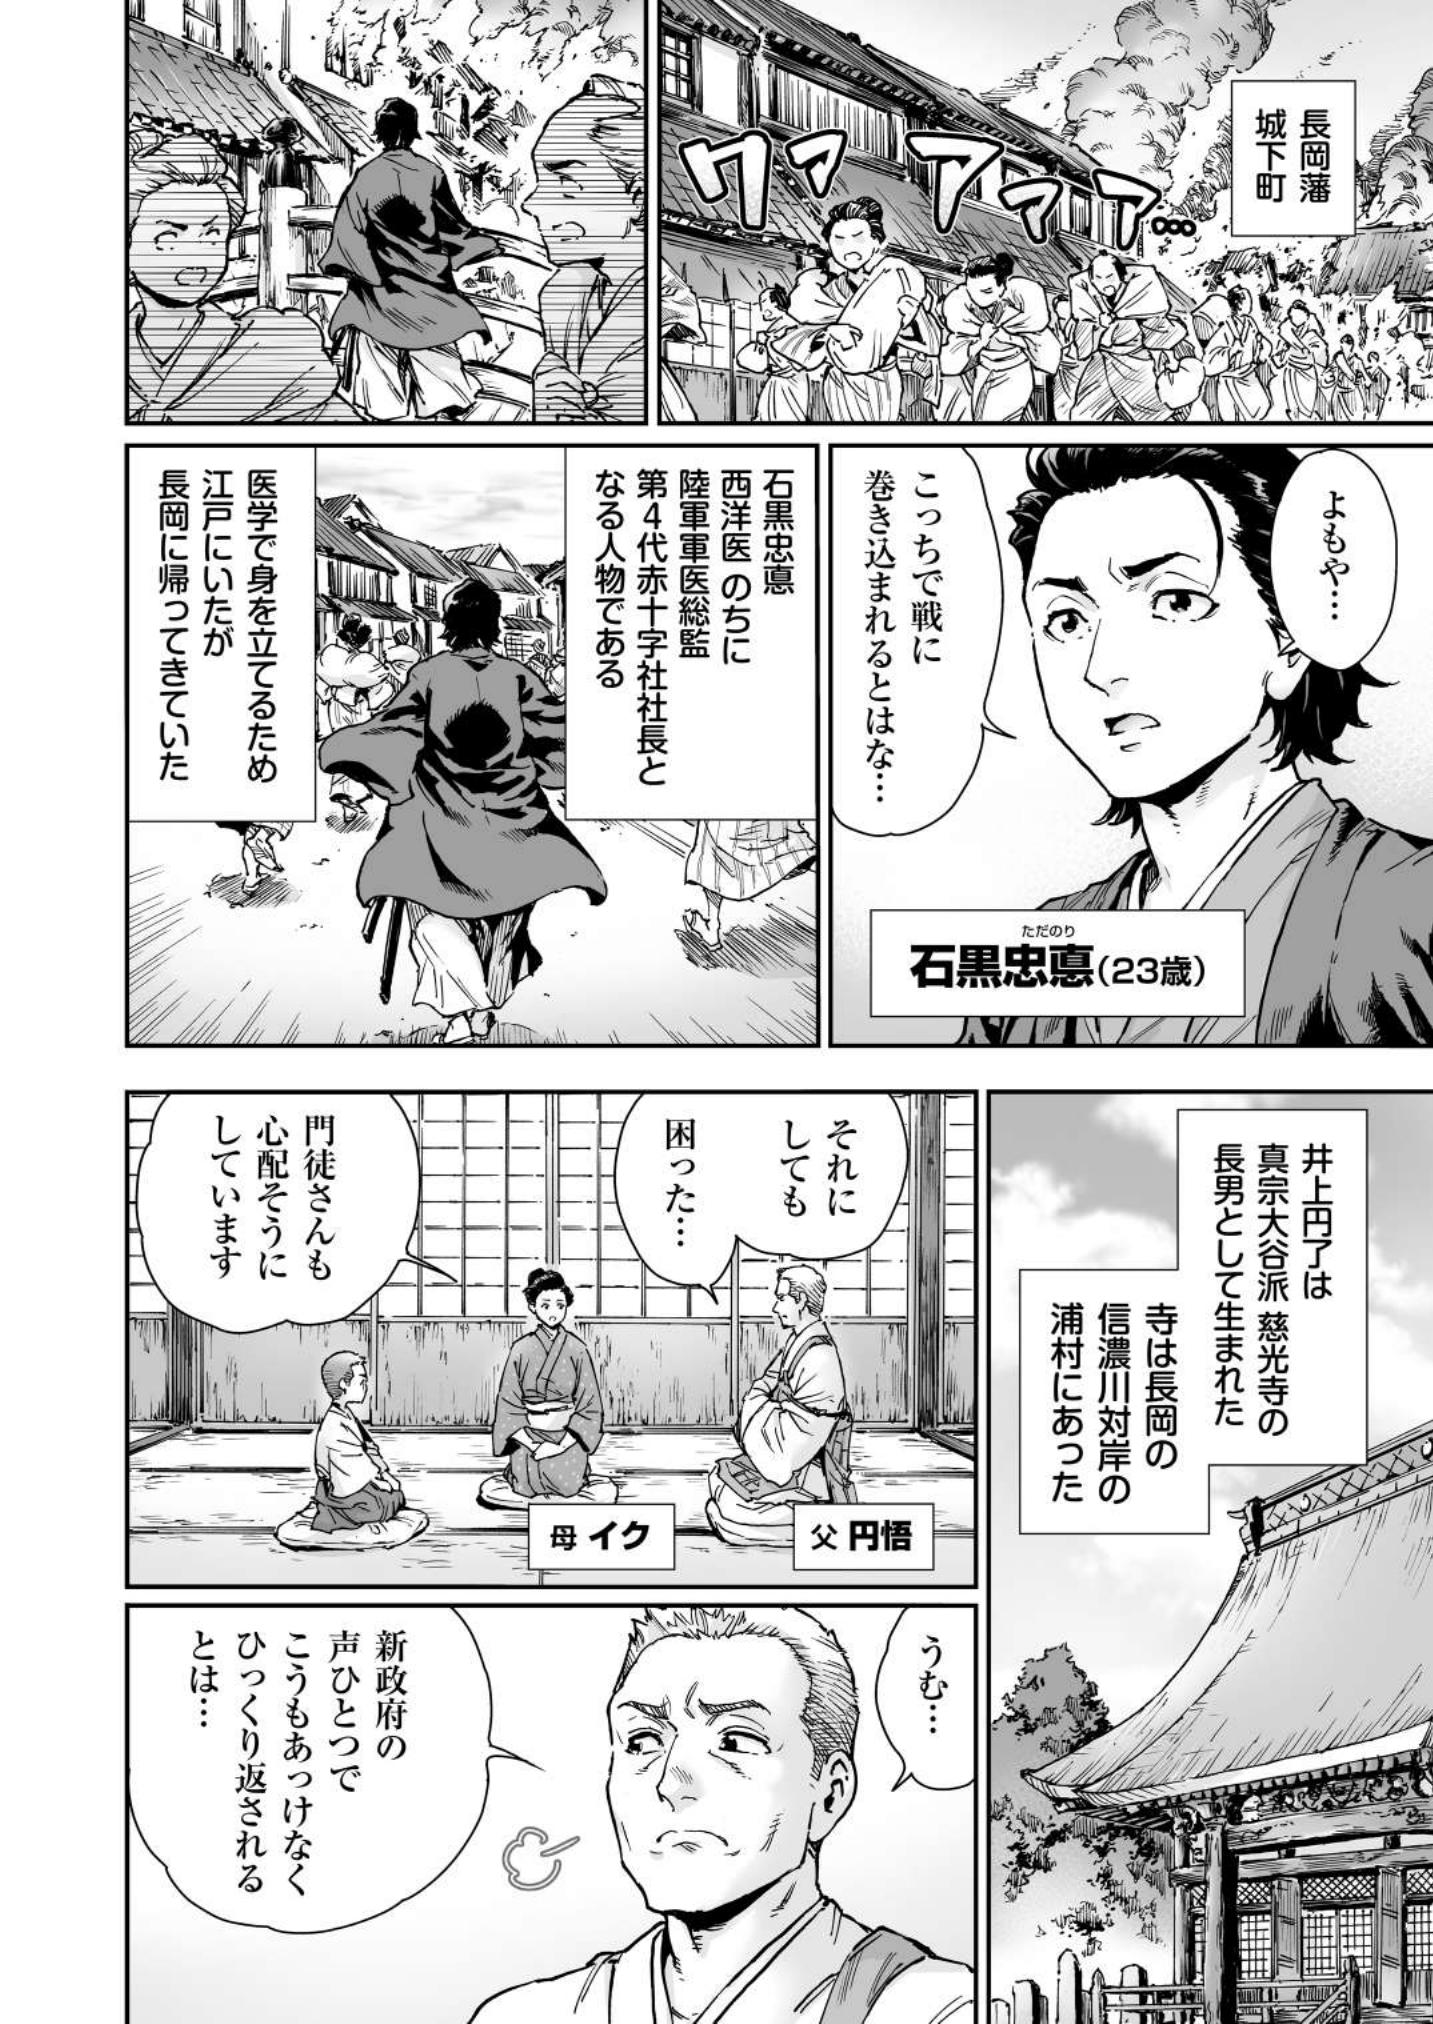 長岡藩
城下町
ワァ アァァ…
よもや…
こっちで戦に
巻き込まれるとはな…
ただのり
石黒忠悳(23歳)
石黒忠悳
西洋医 のちに
陸軍軍医総監
第4代赤十字社社長と
なる人物である
医学で身を立てるため
江戸にいたが
長岡に帰ってきていた
井上円了は
真宗大谷派 慈光寺の
長男として生まれた
寺は長岡の
信濃川対岸の
浦村にあった
それに
しても
困った…
門徒さんも
心配そうに
しています
父 円悟
母 イク
うむ…
新政府の
声ひとつで
こうもあっけなく
ひっくり返される
とは…